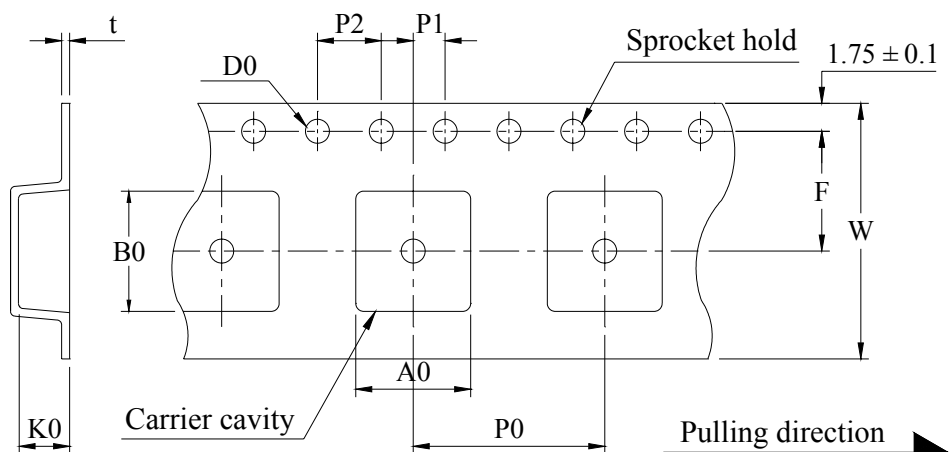 t
P2
P1
Sprocket hold
1.75 ± 0.1
D0
F
W
B0
A0
Carrier cavity
K0
P0
Pulling direction